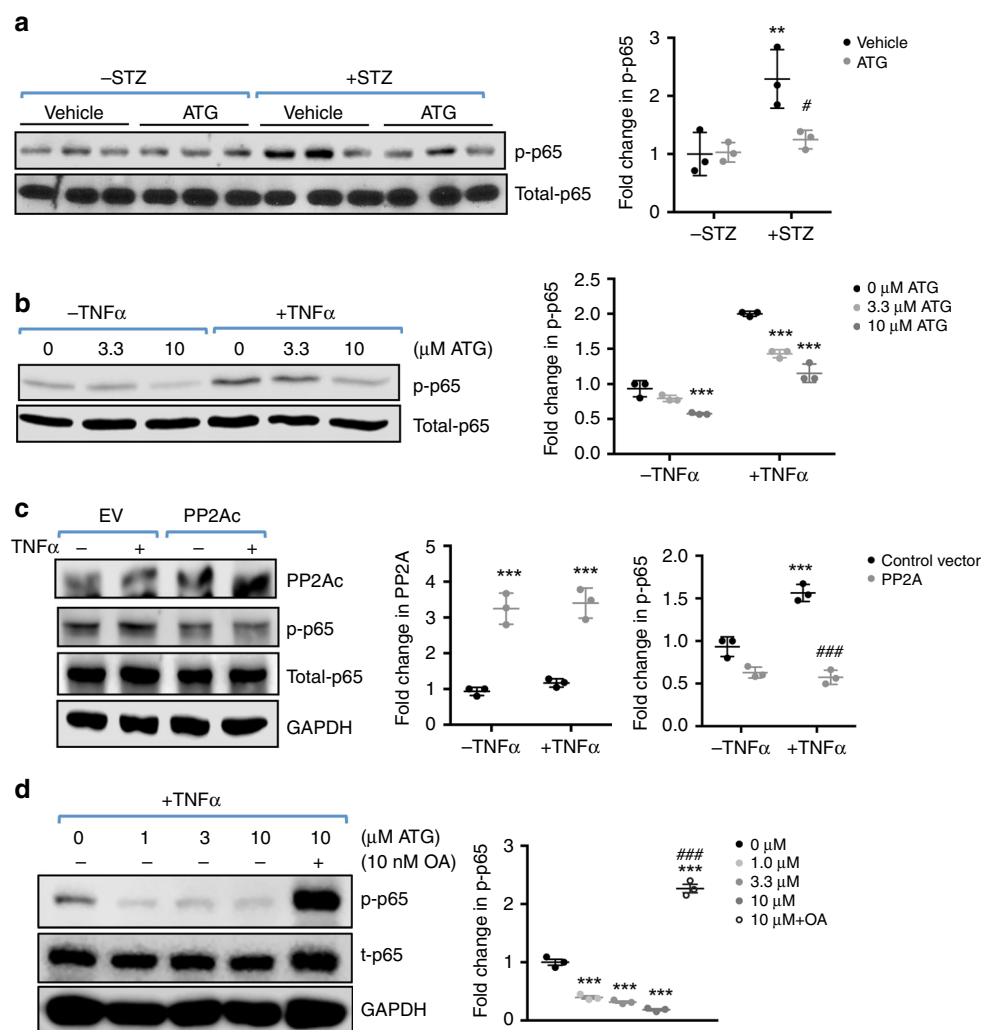 a
–STZ +STZ
Vehicle ATG Vehicle ATG
p-p65
Total-p65
Fold change in p-p65
3
2
1
0
**
#
–STZ +STZ
Vehicle
ATG
b
–TNFα +TNFα
0 3.3 10 0 3.3 10 (μM ATG)
p-p65
Total-p65
Fold change in p-p65
2.5
2.0
1.5
1.0
0.5
0.0
***
***
***
–TNFα +TNFα
0 μM ATG
3.3 μM ATG
10 μM ATG
c
EV PP2Ac
TNFα – + – +
PP2Ac
p-p65
Total-p65
GAPDH
Fold change in PP2A
5
4
3
2
1
0
*** ***
–TNFα +TNFα
Fold change in p-p65
2.0
1.5
1.0
0.5
0.0
***
###
–TNFα +TNFα
Control vector
PP2A
d
+TNFα
0 1 3 10 10 (μM ATG)
– – – – + (10 nM OA)
p-p65
t-p65
GAPDH
Fold change in p-p65
3
2
1
0
*** *** ***
###
***
0 μM
1.0 μM
3.3 μM
10 μM
10 μM+OA